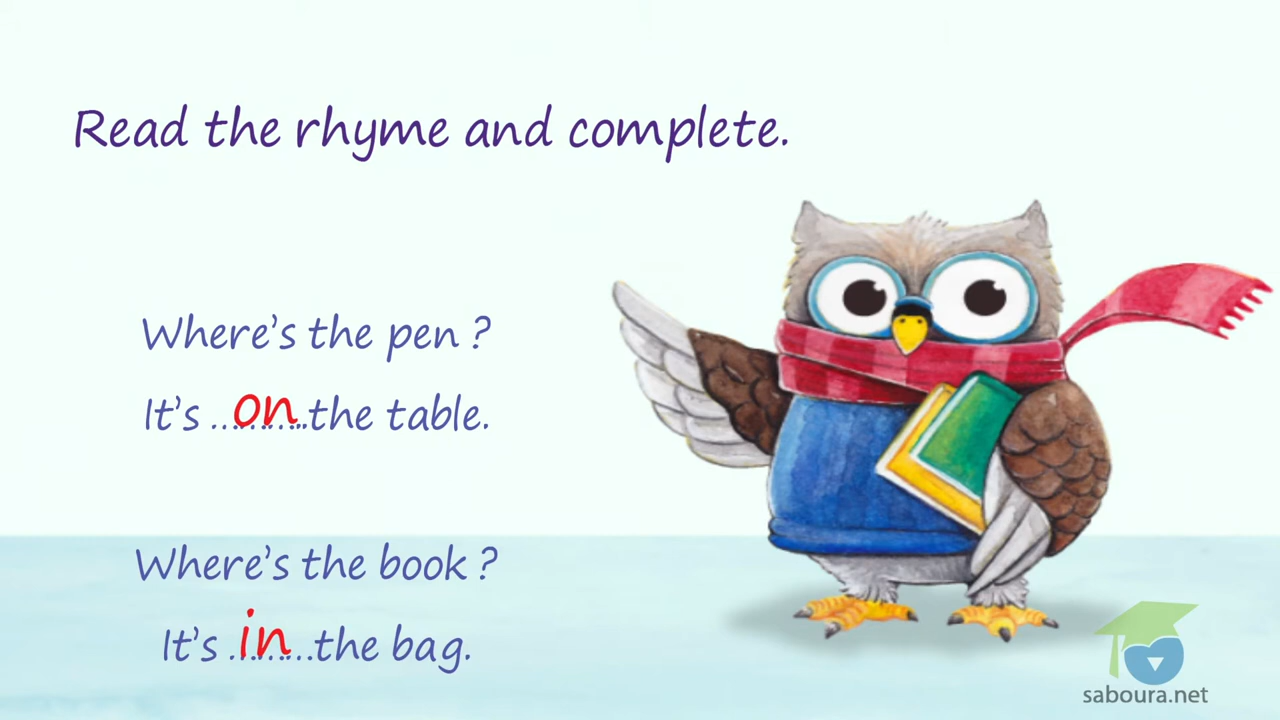 Read the rhyme and complete.
Where's the pen ?
It's ...on...the table.
Where's the book ?
It's ...in...the bag.
saboura.net